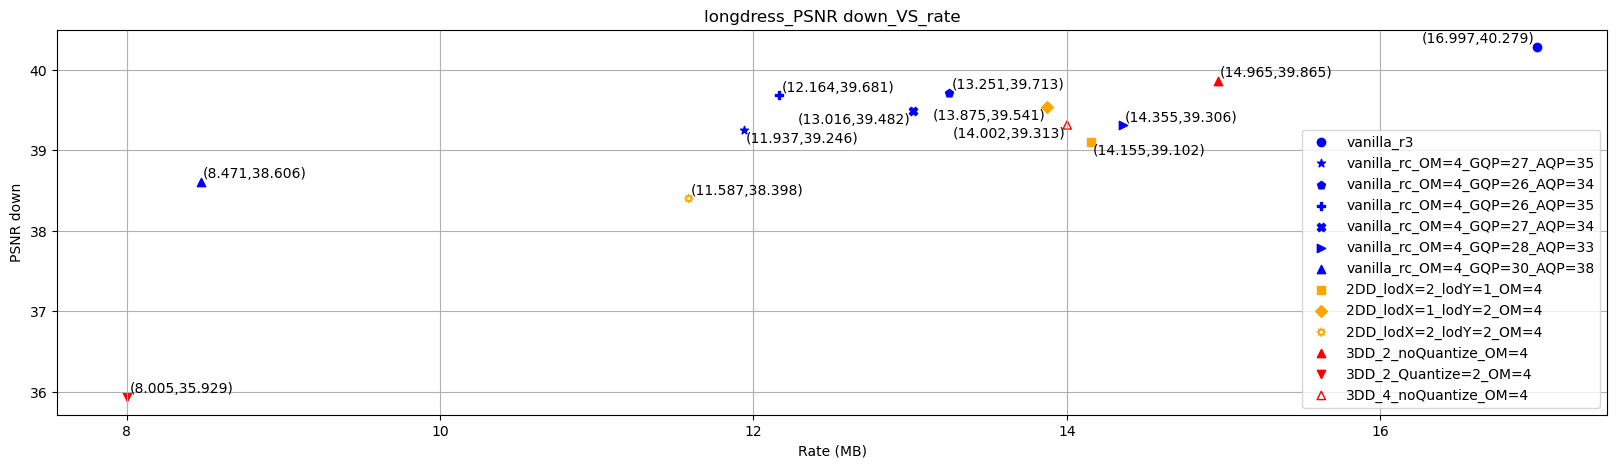 longdress_PSNR down_VS_rate
(16.997,40.279)
(14.965,39.865)
(12.164,39.681)
(13.251,39.713)
(13.016,39.482)
(13.875,39.541)
(14.355,39.306)
(11.937,39.246)
(14.002,39.313)
(14.155,39.102)
(8.471,38.606)
(11.587,38.398)
(8.005,35.929)
40
39
38
37
36
PSNR down
8
10
12
14
16
Rate (MB)
vanilla_r3
vanilla_rc_OM=4_GQP=27_AQP=35
vanilla_rc_OM=4_GQP=26_AQP=34
vanilla_rc_OM=4_GQP=26_AQP=35
vanilla_rc_OM=4_GQP=27_AQP=34
vanilla_rc_OM=4_GQP=28_AQP=33
vanilla_rc_OM=4_GQP=30_AQP=38
2DD_lodX=2_lodY=1_OM=4
2DD_lodX=1_lodY=2_OM=4
2DD_lodX=2_lodY=2_OM=4
3DD_2_noQuantize_OM=4
3DD_2_Quantize=2_OM=4
3DD_4_noQuantize_OM=4